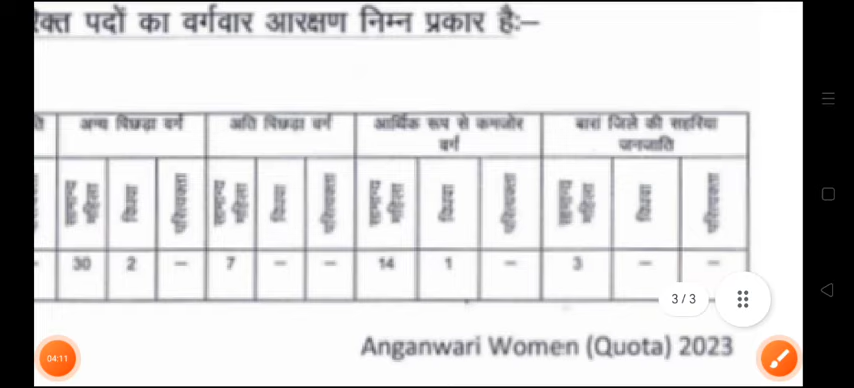 रिक्त पदों का वर्गवार आरक्षण निम्न प्रकार है:—
अन्य पिछड़ा वर्ग अति पिछड़ा वर्ग आर्थिक रूप से कमजोर वर्ग बारां जिले की सहरिया जनजाति
सामान्य महिला विधवा परित्यक्ता सामान्य महिला विधवा परित्यक्ता सामान्य महिला विधवा परित्यक्ता सामान्य महिला विधवा परित्यक्ता
- 30 2 – – 7 – – 14 1 – 3 – –
3 / 3
Anganwari Women (Quota) 2023
04:11